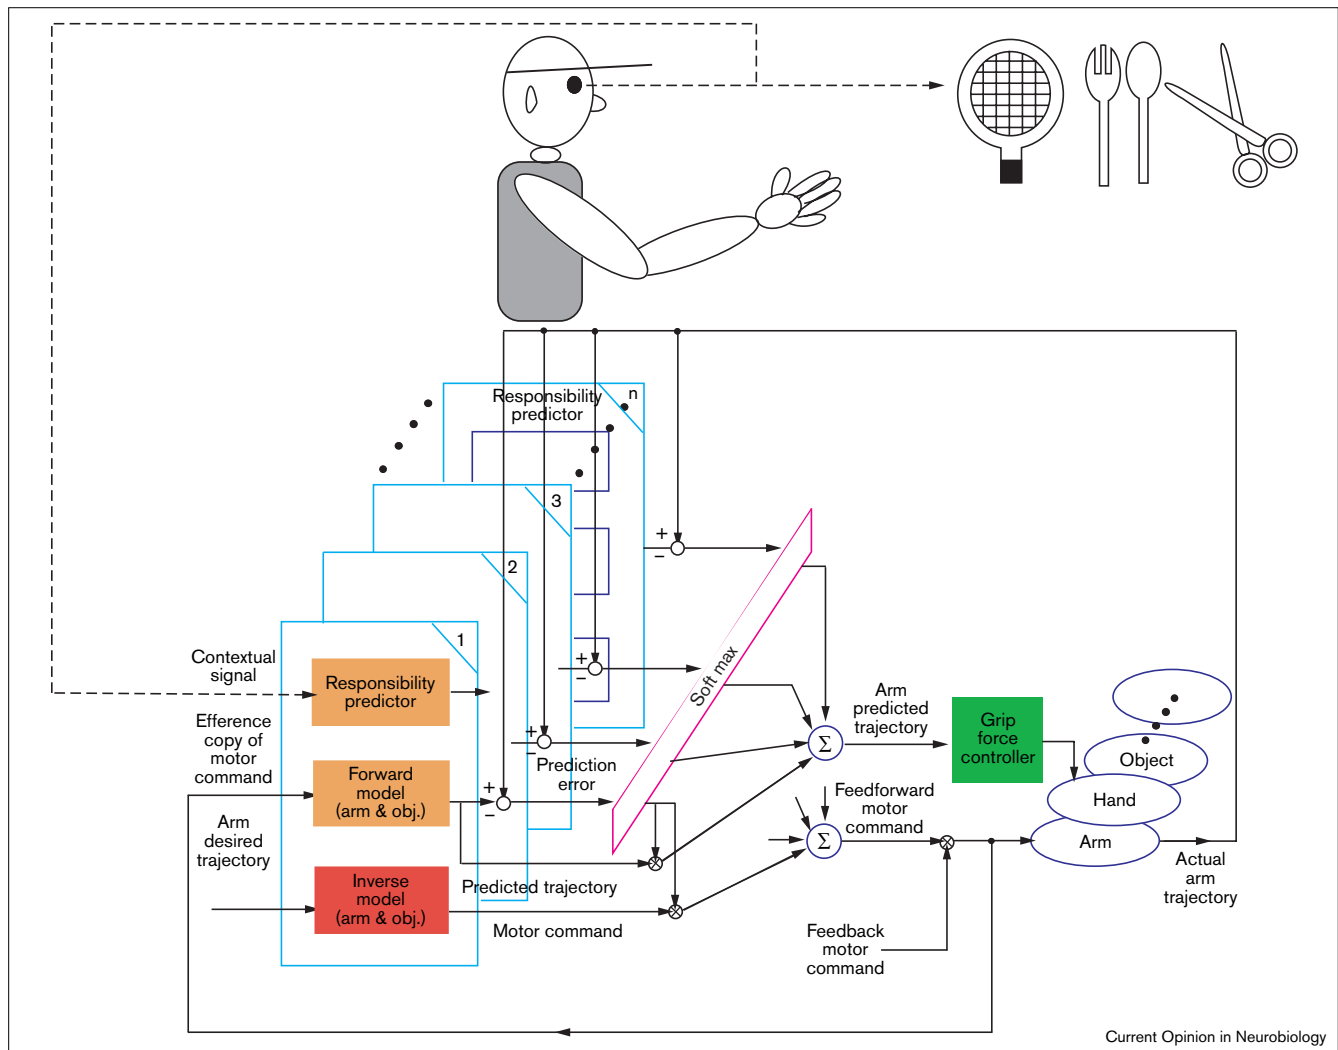 Responsibility
predictor
n
3
2
1
Contextual
signal
Responsibility
predictor
Efference
copy of
motor
command
Forward
model
(arm & obj.)
Arm
desired
trajectory
Inverse
model
(arm & obj.)
+
−
+
−
+
−
+
−
Prediction
error
Predicted trajectory
Motor command
Soft max
Σ
Σ
Arm
predicted
trajectory
Grip
force
controller
Feedforward
motor
command
Feedback
motor
command
Object
Hand
Arm
Actual
arm
trajectory
Current Opinion in Neurobiology